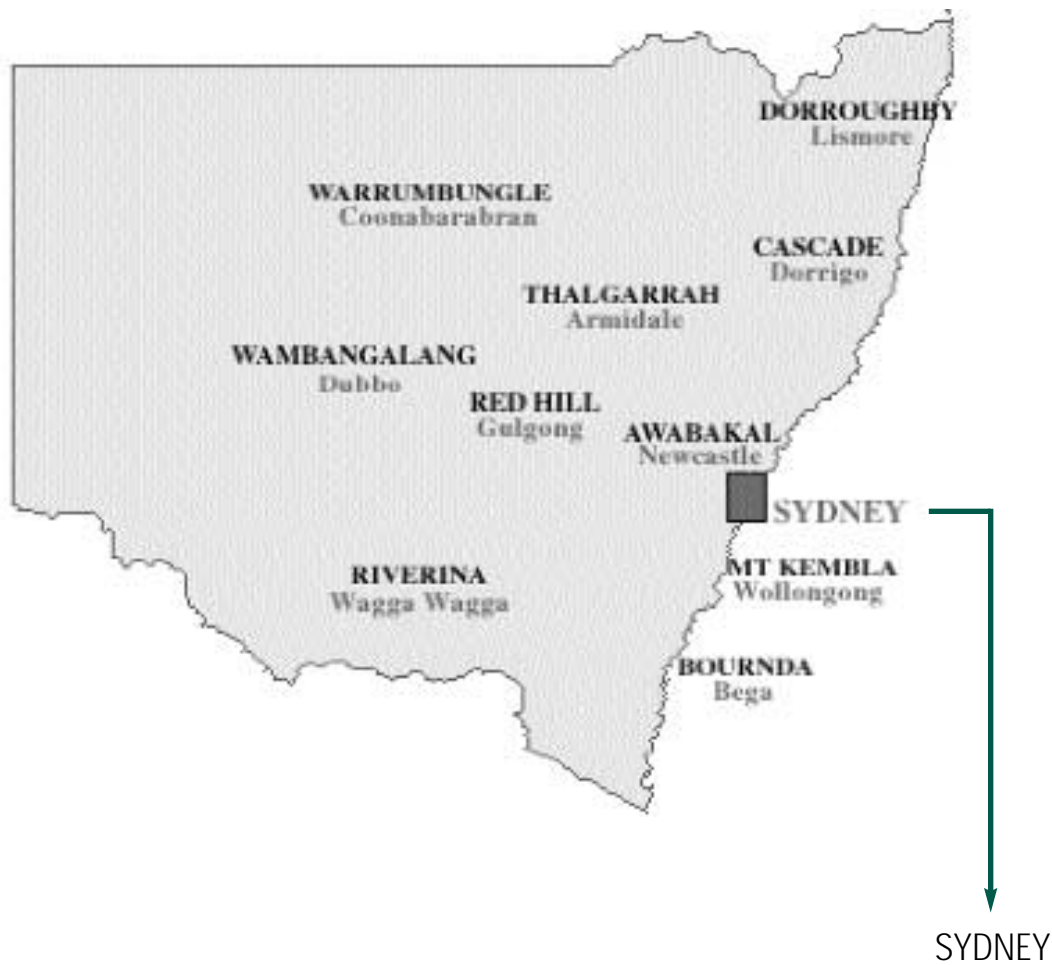 DORROUGHBY
Lismore
WARRUMBUNGLE
Coonabarabran
CASCADE
Dorrigo
THALGARRAH
Armidale
WAMBANGALANG
Dubbo
RED HILL
Gulgong
AWABAKAL
Newcastle
SYDNEY
MT KEMBLA
Wollongong
RIVERINA
Wagga Wagga
BOURNDA
Bega
SYDNEY